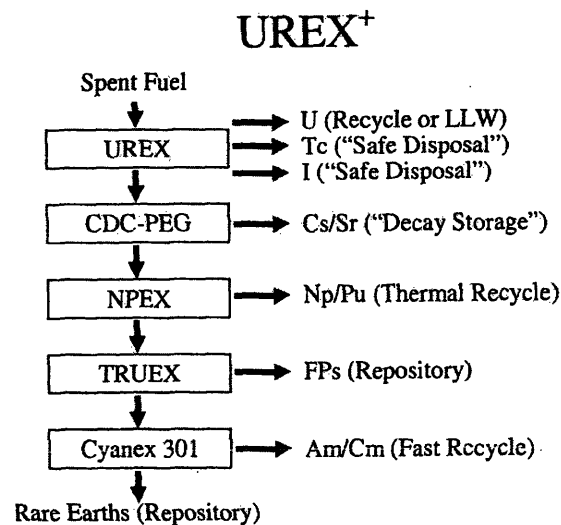 UREX+
Spent Fuel
UREX
U (Recycle or LLW)
Tc ("Safe Disposal")
I ("Safe Disposal")
CDC-PEG
Cs/Sr ("Decay Storage")
NPEX
Np/Pu (Thermal Recycle)
TRUEX
FPs (Repository)
Cyanex 301
Am/Cm (Fast Recycle)
Rare Earths (Repository)